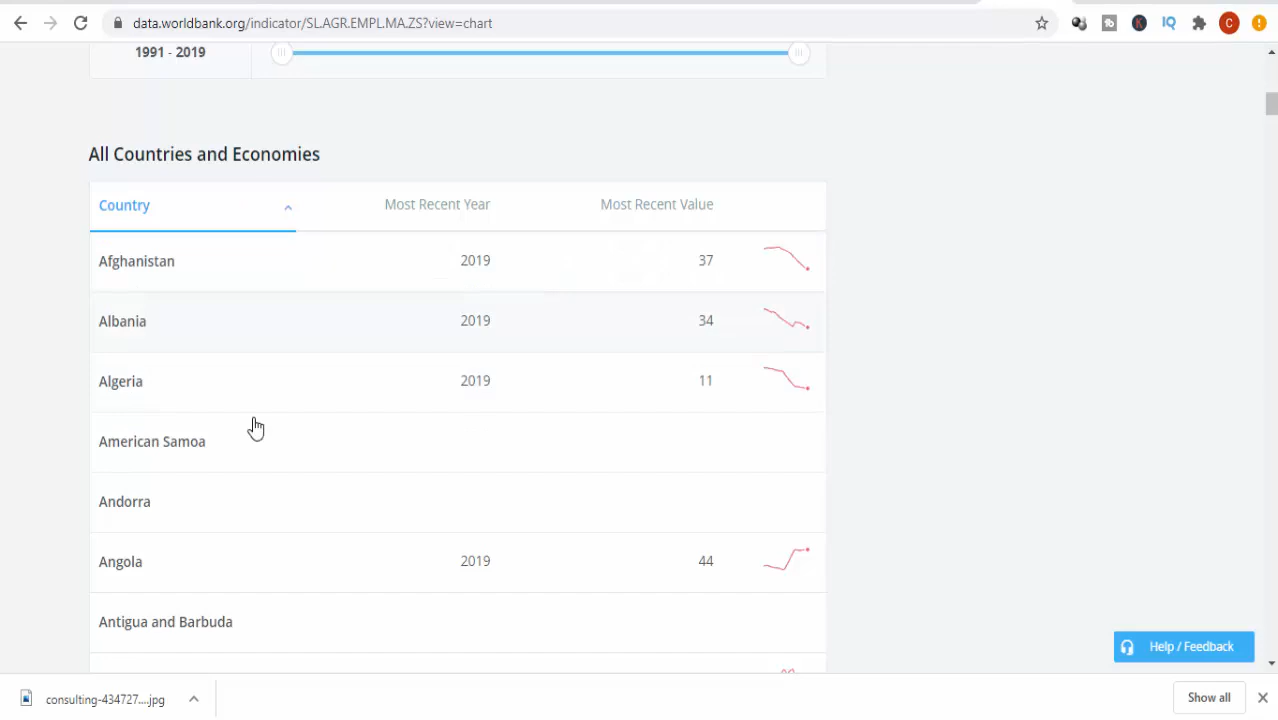 data.worldbank.org/indicator/SL.AGR.EMPL.MA.ZS?view=chart
IQ
C
1991 - 2019
All Countries and Economies
Country Most Recent Year Most Recent Value
Afghanistan 2019 37
Albania 2019 34
Algeria 2019 11
American Samoa
Andorra
Angola 2019 44
Antigua and Barbuda
Help / Feedback
consulting-434727....jpg
Show all